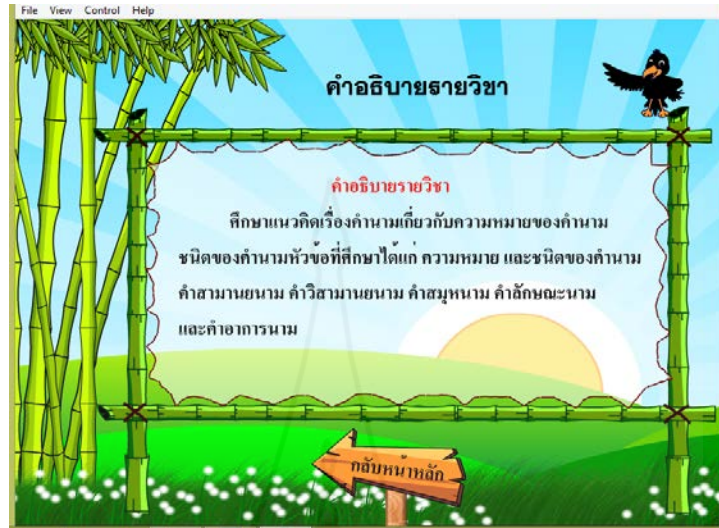 File View Control Help
คำอธิบายรายวิชา
คำอธิบายรายวิชา
ศึกษาแนวคิดเรื่องคำนามเกี่ยวกับความหมายของคำนาม
ชนิดของคำนามหัวข้อที่ศึกษาได้แก่ ความหมาย และชนิดของคำนาม
คำสามานยนาม คำวิสามานยนาม คำสมุหนาม คำลักษณะนาม
และคำอาการนาม
กลับหน้าหลัก